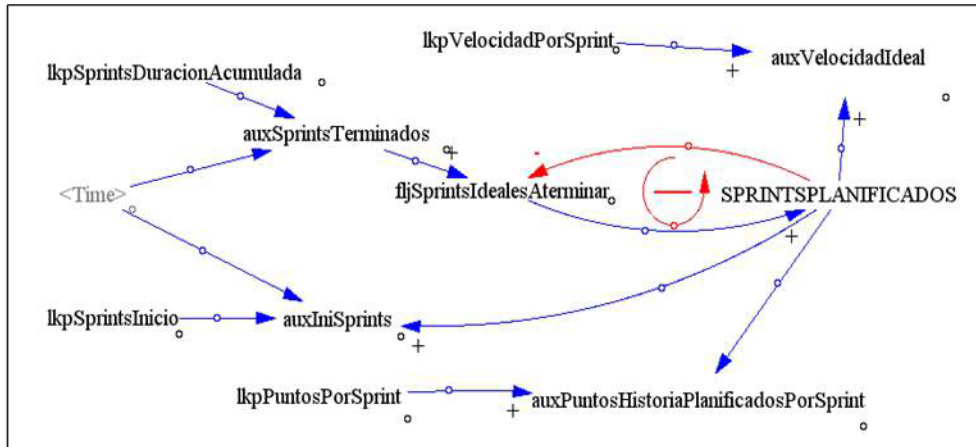 lkpVelocidadPorSprint
auxVelocidadIdeal
lkpSprintsDuracionAcumulada
auxSprintsTerminados
<Time>
fljSprintsIdealesAterminar
SPRINTSPLANIFICADOS
lkpSprintsInicio
auxIniSprints
lkpPuntosPorSprint
auxPuntosHistoriaPlanificadosPorSprint